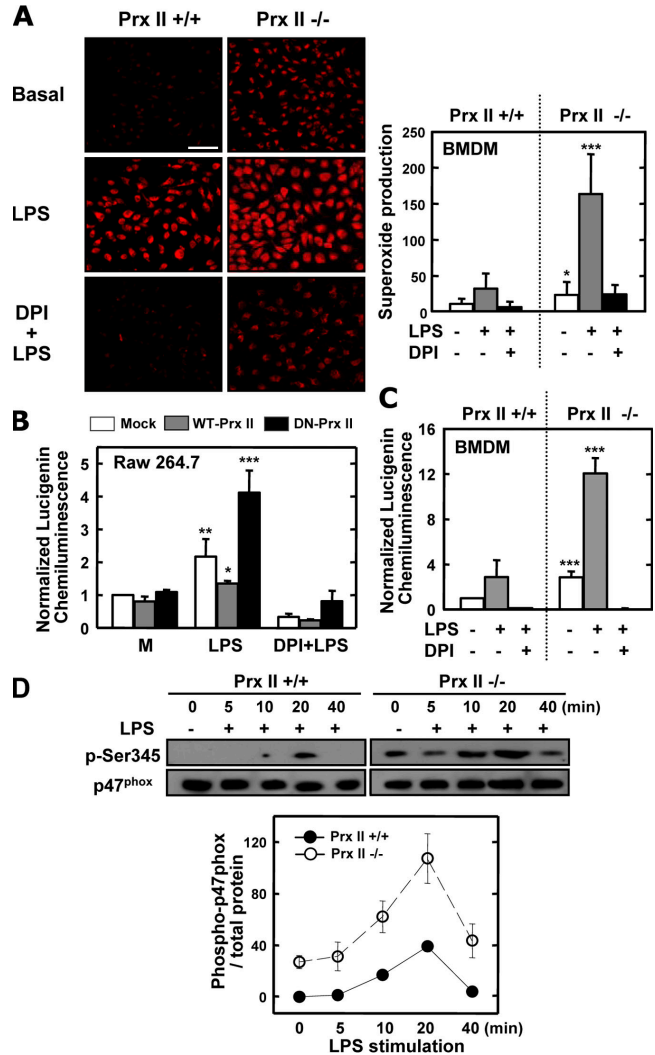 A
Prx II +/+ Prx II -/-
Basal
LPS
DPI
+
LPS
Prx II +/+ Prx II -/-
BMDM
Superoxide production
250
200
150
100
50
0
* ***
LPS - + + - + +
DPI - - + - - +
B
Mock WT-Prx II DN-Prx II
Raw 264.7
Normalized Lucigenin
Chemiluminescence
5
4
3
2
1
0
** * ***
M LPS DPI+LPS
C
Prx II +/+ Prx II -/-
BMDM
Normalized Lucigenin
Chemiluminescence
16
12
8
4
0
*** ***
LPS - + + - + +
DPI - - + - - +
D
Prx II +/+ Prx II -/-
0 5 10 20 40 0 5 10 20 40 (min)
LPS - + + + + - + + + +
p-Ser345
p47phox
Prx II +/+
Prx II -/-
Phospho-p47phox
/ total protein
120
80
40
0
0 5 10 20 40 (min)
LPS stimulation